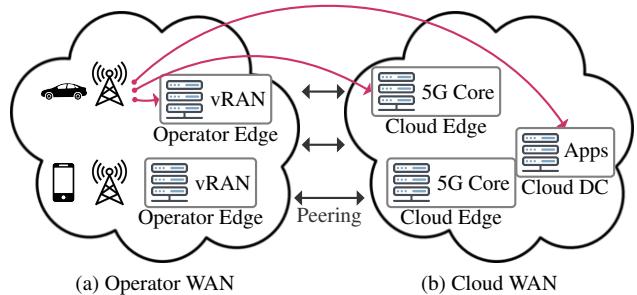 vRAN
Operator Edge
5G Core
Cloud Edge
Apps
Cloud DC
vRAN
Operator Edge
5G Core
Cloud Edge
Peering
(a) Operator WAN
(b) Cloud WAN